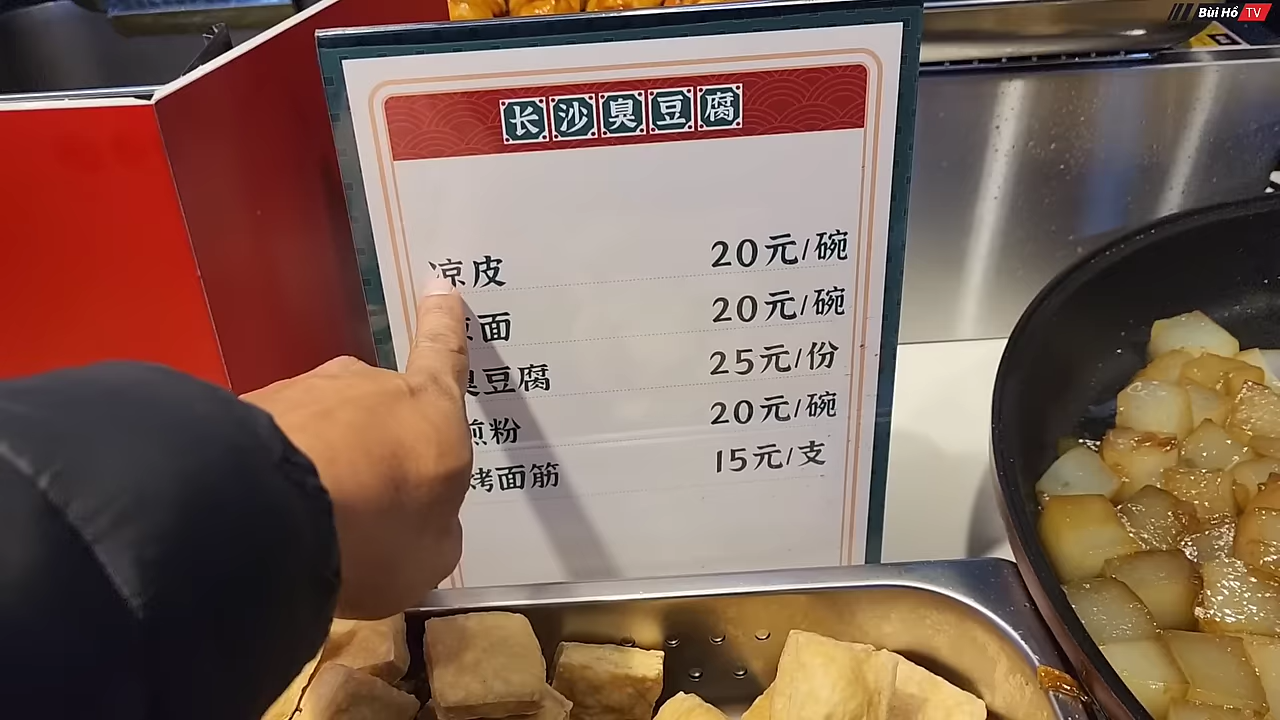 Bùi Hồ TV
长沙臭豆腐
凉皮 20元/碗
面 20元/碗
臭豆腐 25元/份
煎粉 20元/碗
烤面筋 15元/支